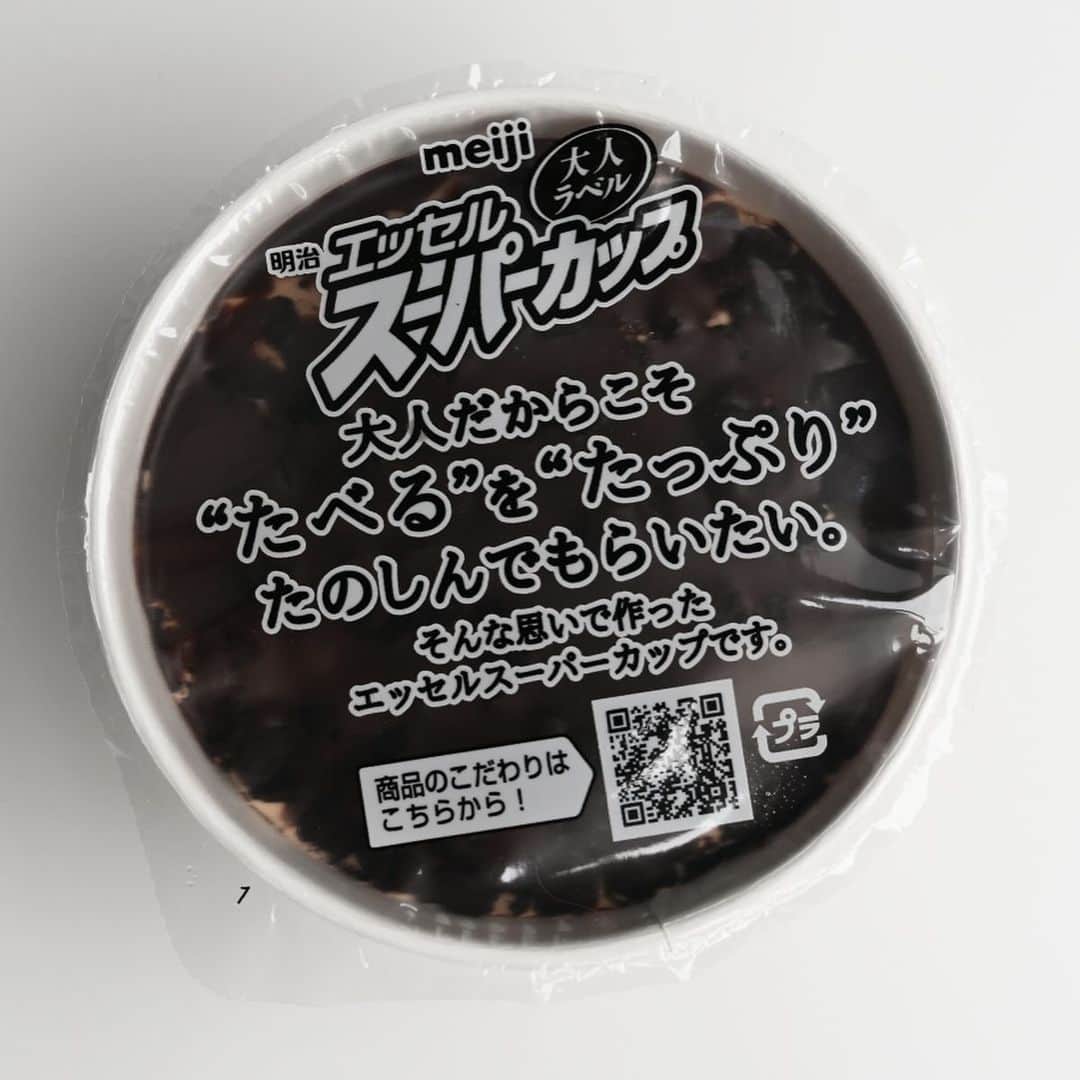 meiji
大人
ラベル
明治 エッセル
スーパーカップ
大人だからこそ
“たべる”を“たっぷり”
たのしんでもらいたい。
そんな思いで作った
エッセルスーパーカップです。
商品のこだわりは
こちらから！
プラ
1